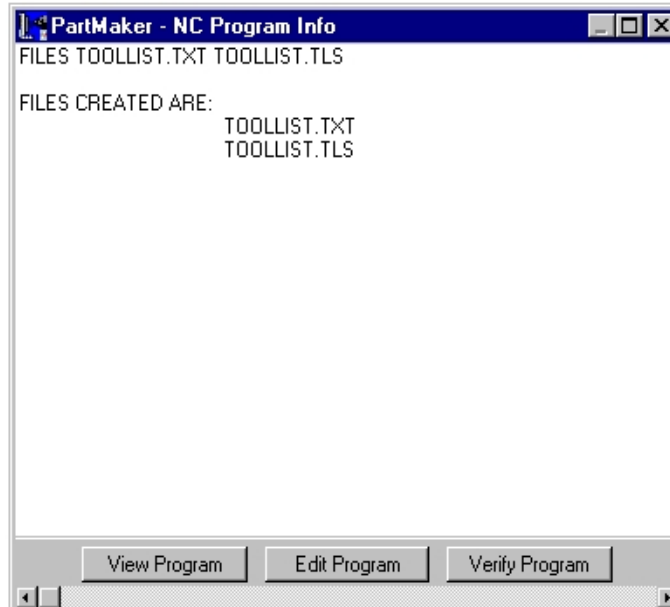 PartMaker - NC Program Info
FILES TOOLLIST.TXT TOOLLIST.TLS
FILES CREATED ARE:
TOOLLIST.TXT
TOOLLIST.TLS
View Program Edit Program Verify Program